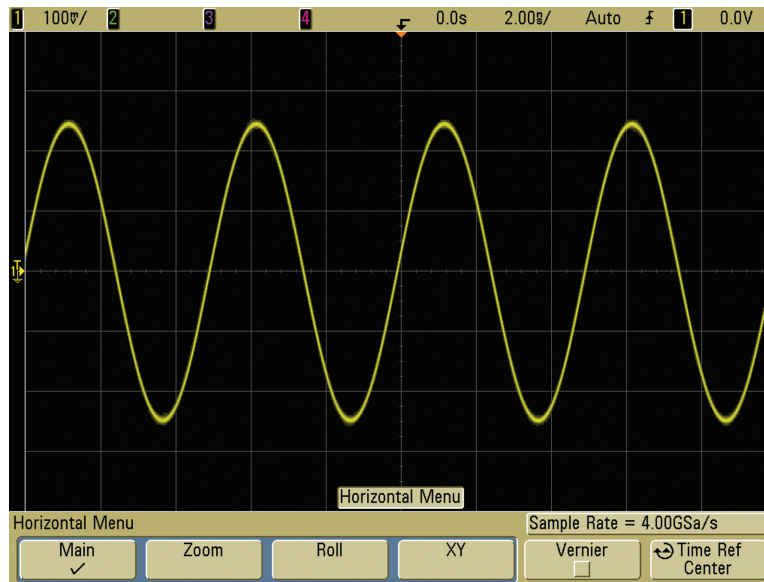 1 100mV/ 2 3 4 0.0s 2.00ns/ Auto 1 0.0V
1
Horizontal Menu
Horizontal Menu Sample Rate = 4.00GSa/s
Main Zoom Roll XY Vernier Time Ref
Center